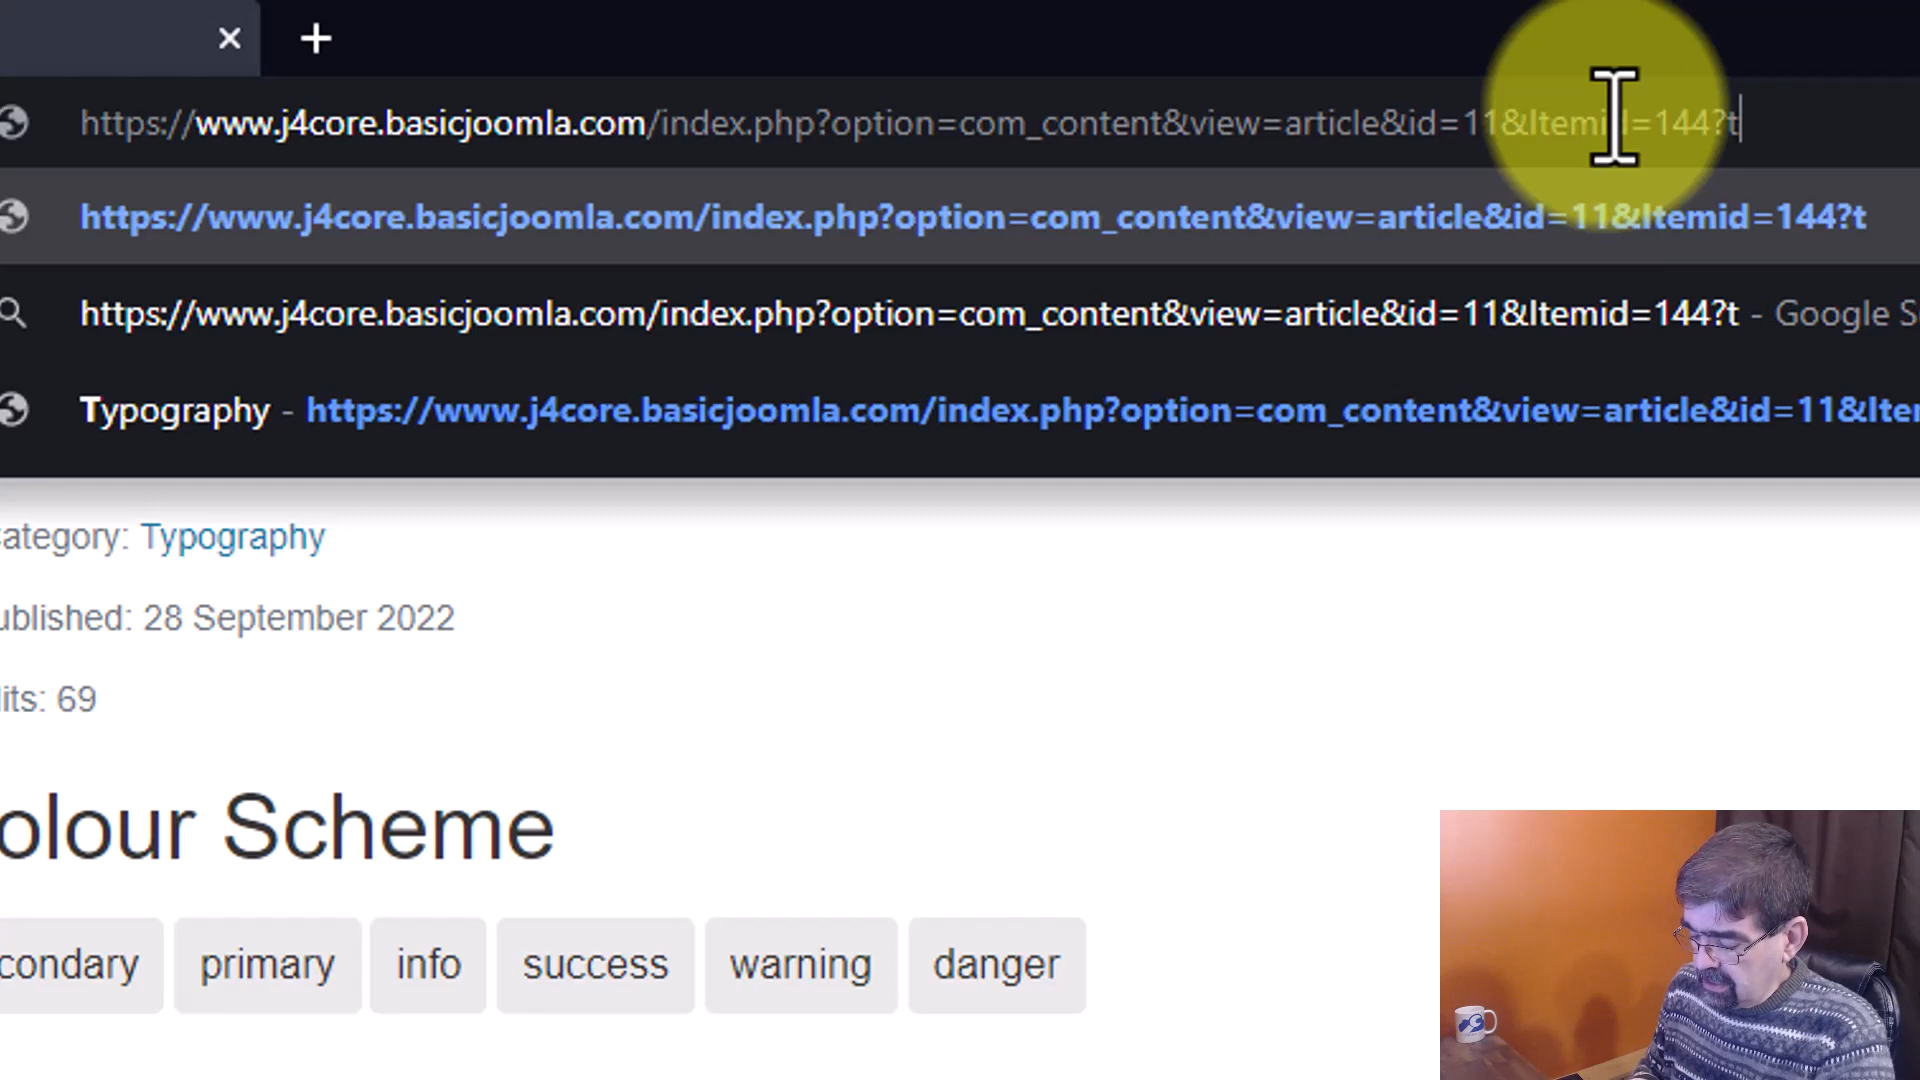 https://www.j4core.basicjoomla.com/index.php?option=com_content&view=article&id=11&Itemid=144?t
https://www.j4core.basicjoomla.com/index.php?option=com_content&view=article&id=11&Itemid=144?t
https://www.j4core.basicjoomla.com/index.php?option=com_content&view=article&id=11&Itemid=144?t - Google S
Typography - https://www.j4core.basicjoomla.com/index.php?option=com_content&view=article&id=11&Ite
ategory: Typography
ublished: 28 September 2022
its: 69
olour Scheme
condary primary info success warning danger